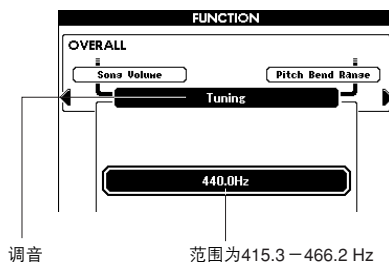 FUNCTION
OVERALL
Song Volume
Pitch Bend Range
Tuning
440.0Hz
调音
范围为415.3－466.2 Hz